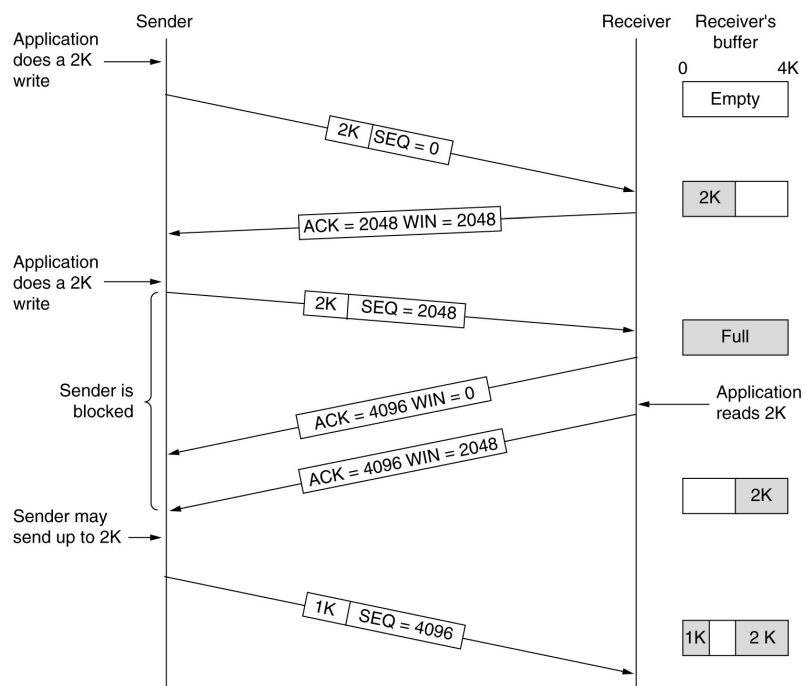 Sender
Receiver
Receiver's
buffer
Application
does a 2K
write
0 4K
Empty
2K SEQ = 0
2K
ACK = 2048 WIN = 2048
Application
does a 2K
write
2K SEQ = 2048
Full
Sender is
blocked
ACK = 4096 WIN = 0
Application
reads 2K
ACK = 4096 WIN = 2048
2K
Sender may
send up to 2K
1K SEQ = 4096
1K 2 K